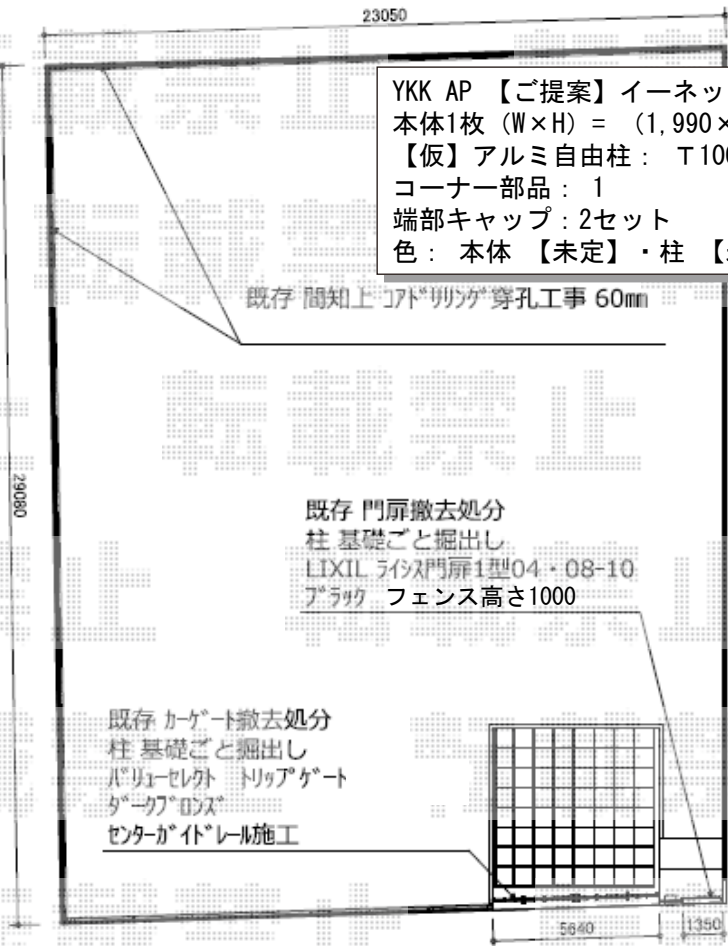 23050
YKK AP 【ご提案】イーネッ
本体1枚（W×H）= （1,990×
【仮】アルミ自由柱： T100
コーナー部品： 1
端部キャップ：2セット
色： 本体 【未定】・柱 【
既存 間知上 コアドリリング穿孔工事 60mm
転載禁止
29080
既存 門扉撤去処分
柱 基礎ごと掘出し
LIXIL ライシス門扉1型04・08-10
ブラック フェンス高さ1000
既存 カーゲート撤去処分
柱 基礎ごと掘出し
バリューセレクト トリップゲート
ダークブロンズ
センターガイドレール施工
5640
1350